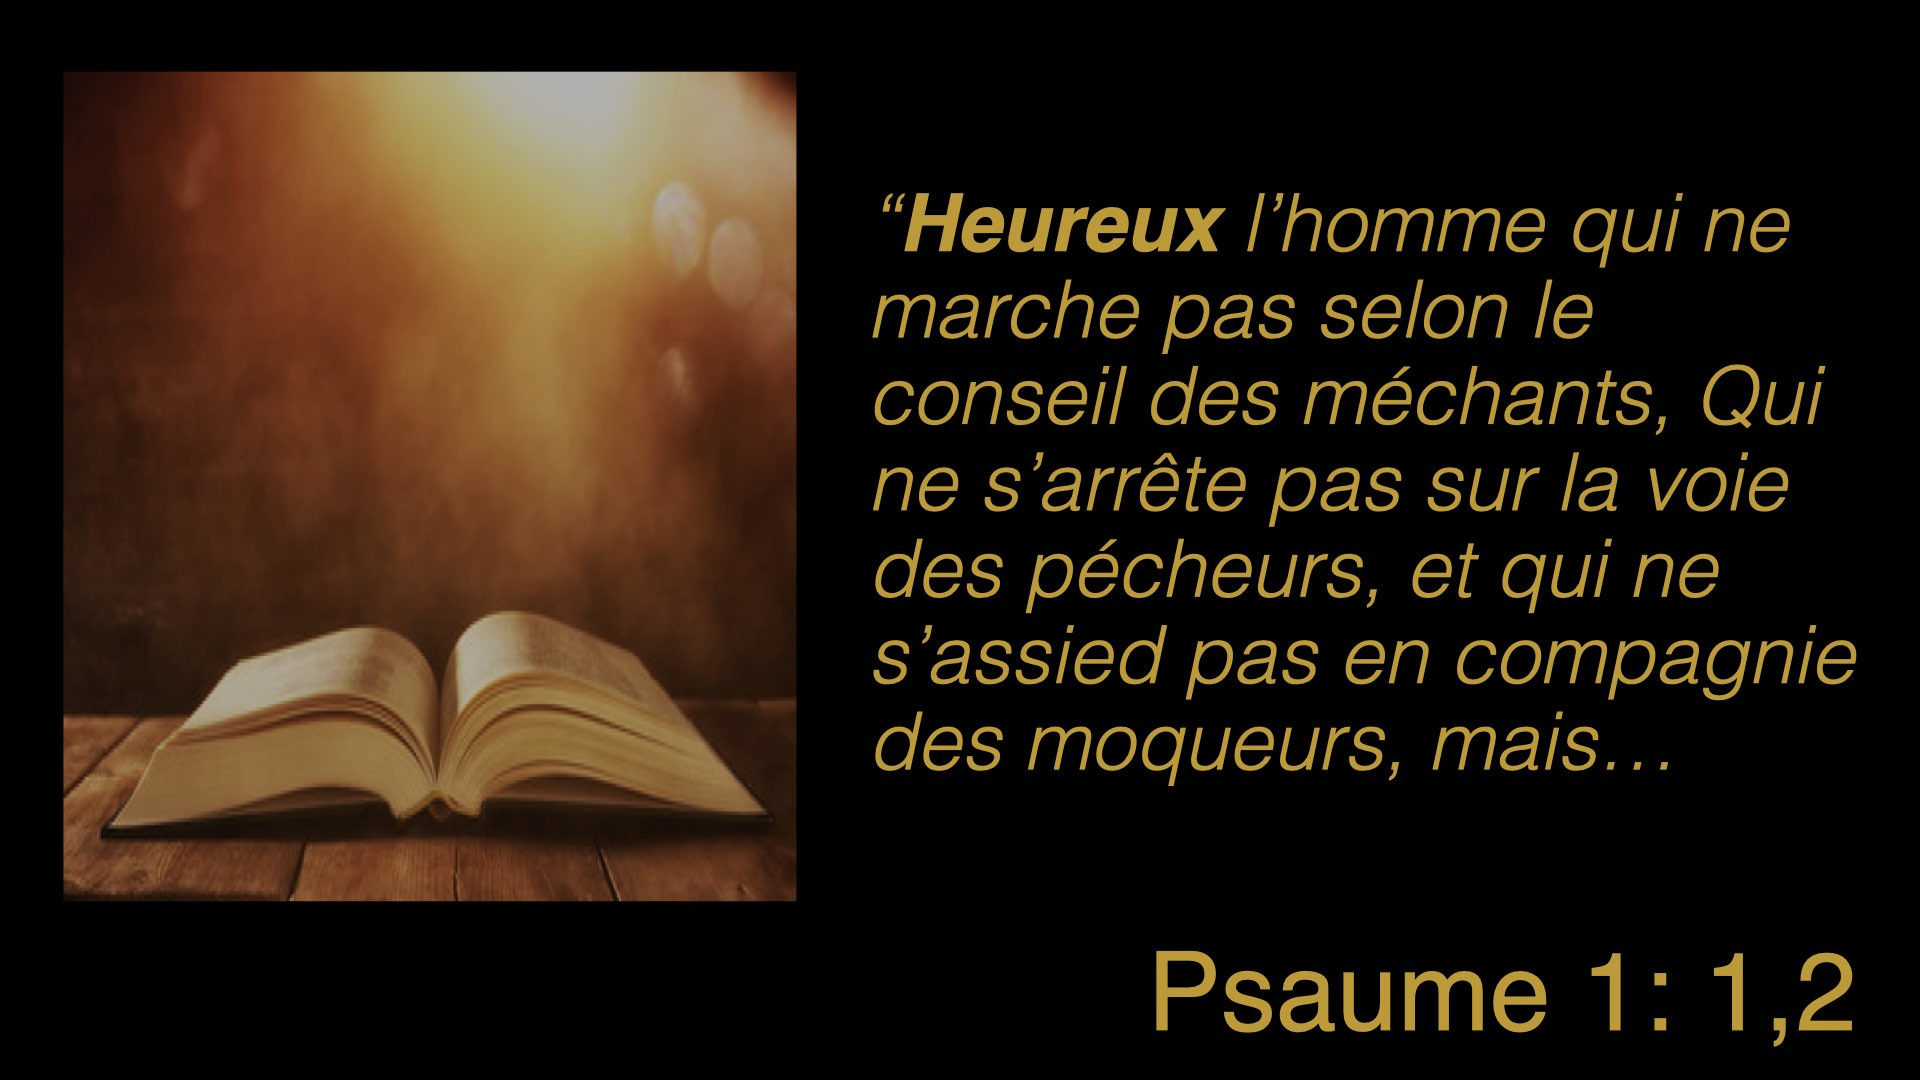 “Heureux l’homme qui ne
marche pas selon le
conseil des méchants, Qui
ne s’arrête pas sur la voie
des pécheurs, et qui ne
s’assied pas en compagnie
des moqueurs, mais…
Psaume 1: 1,2